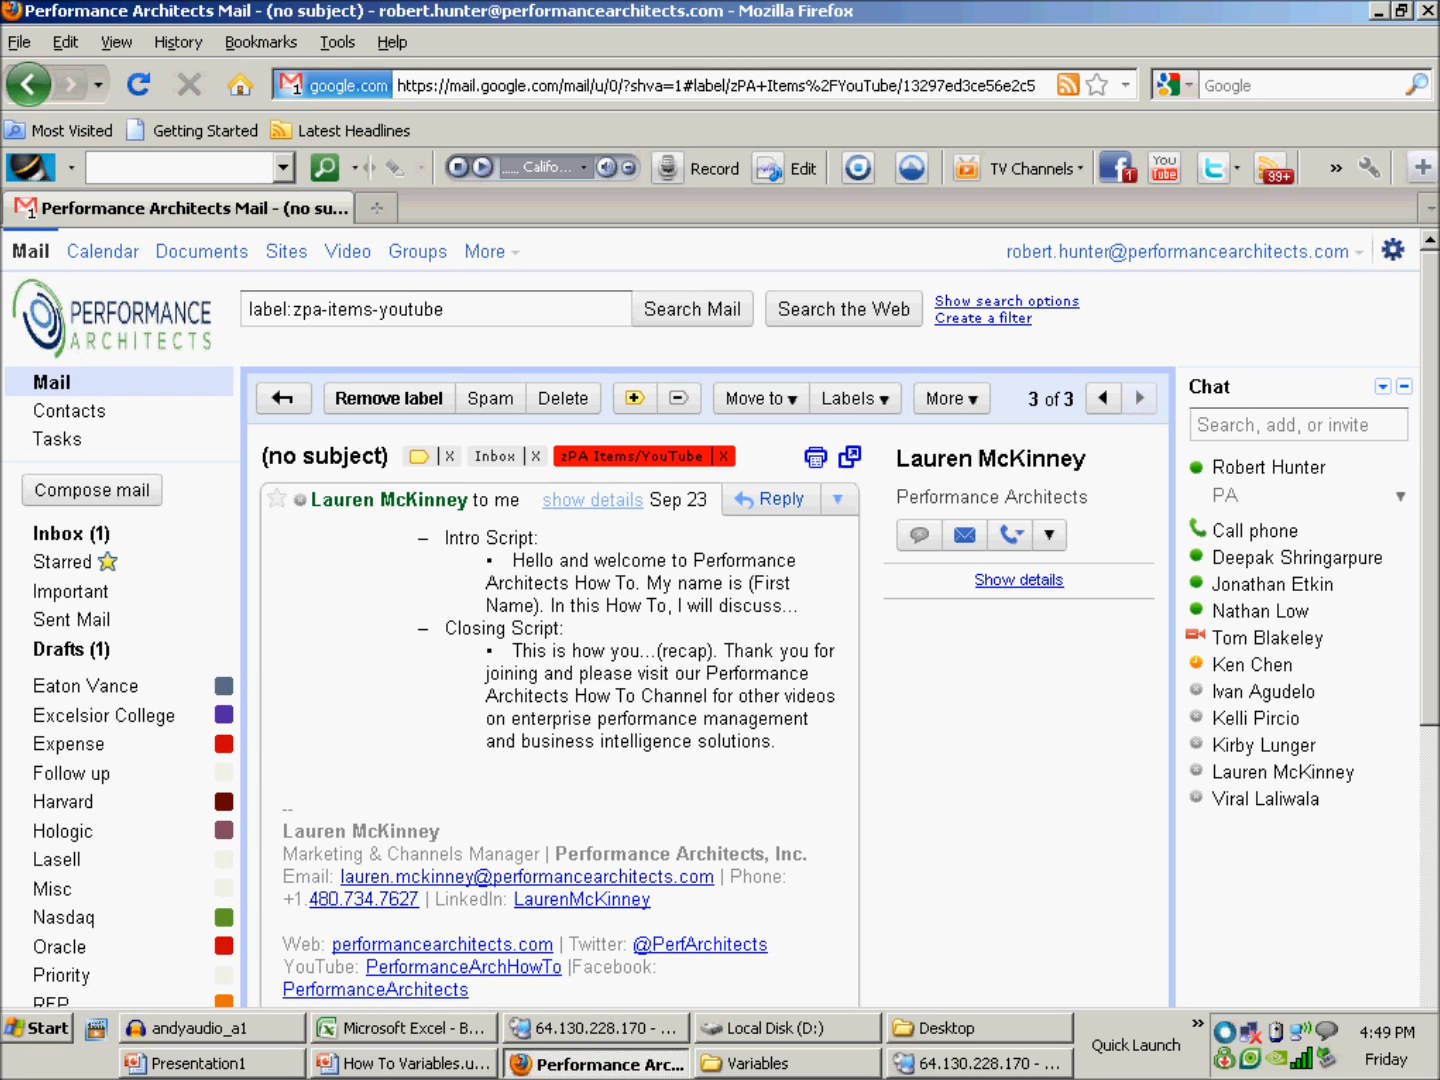 Performance Architects Mail - (no subject) - robert.hunter@performancearchitects.com - Mozilla Firefox
File Edit View History Bookmarks Tools Help
google.com https://mail.google.com/mail/u/0/?shva=1#label/zPA+Items%2FYouTube/13297ed3ce56e2c5 Google
Most Visited Getting Started Latest Headlines
Califo... Record Edit TV Channels 1 You Tube 99+ »
Performance Architects Mail - (no su...
Mail Calendar Documents Sites Video Groups More robert.hunter@performancearchitects.com
PERFORMANCE ARCHITECTS
label:zpa-items-youtube Search Mail Search the Web Show search options
Create a filter
Mail
Contacts
Tasks
Compose mail
Inbox (1)
Starred
Important
Sent Mail
Drafts (1)
Eaton Vance
Excelsior College
Expense
Follow up
Harvard
Hologic
Lasell
Misc
Nasdaq
Oracle
Priority
RFP
Remove label Spam Delete Move to Labels More 3 of 3
(no subject) X Inbox X zPA Items/YouTube X
Lauren McKinney to me show details Sep 23 Reply
– Intro Script:
▪ Hello and welcome to Performance
Architects How To. My name is (First
Name). In this How To, I will discuss...
– Closing Script:
▪ This is how you...(recap). Thank you for
joining and please visit our Performance
Architects How To Channel for other videos
on enterprise performance management
and business intelligence solutions.
--
Lauren McKinney
Marketing & Channels Manager | Performance Architects, Inc.
Email: lauren.mckinney@performancearchitects.com | Phone:
+1.480.734.7627 | LinkedIn: LaurenMcKinney
Web: performancearchitects.com | Twitter: @PerfArchitects
YouTube: PerformanceArchHowTo |Facebook:
PerformanceArchitects
Lauren McKinney
Performance Architects
Show details
Chat
Search, add, or invite
Robert Hunter
PA
Call phone
Deepak Shringarpure
Jonathan Etkin
Nathan Low
Tom Blakeley
Ken Chen
Ivan Agudelo
Kelli Pircio
Kirby Lunger
Lauren McKinney
Viral Laliwala
Start andyaudio_a1 Microsoft Excel - B... 64.130.228.170 - ... Local Disk (D:) Desktop » 4:49 PM
Presentation1 How To Variables.u... Performance Arc... Variables 64.130.228.170 - ... Quick Launch Friday